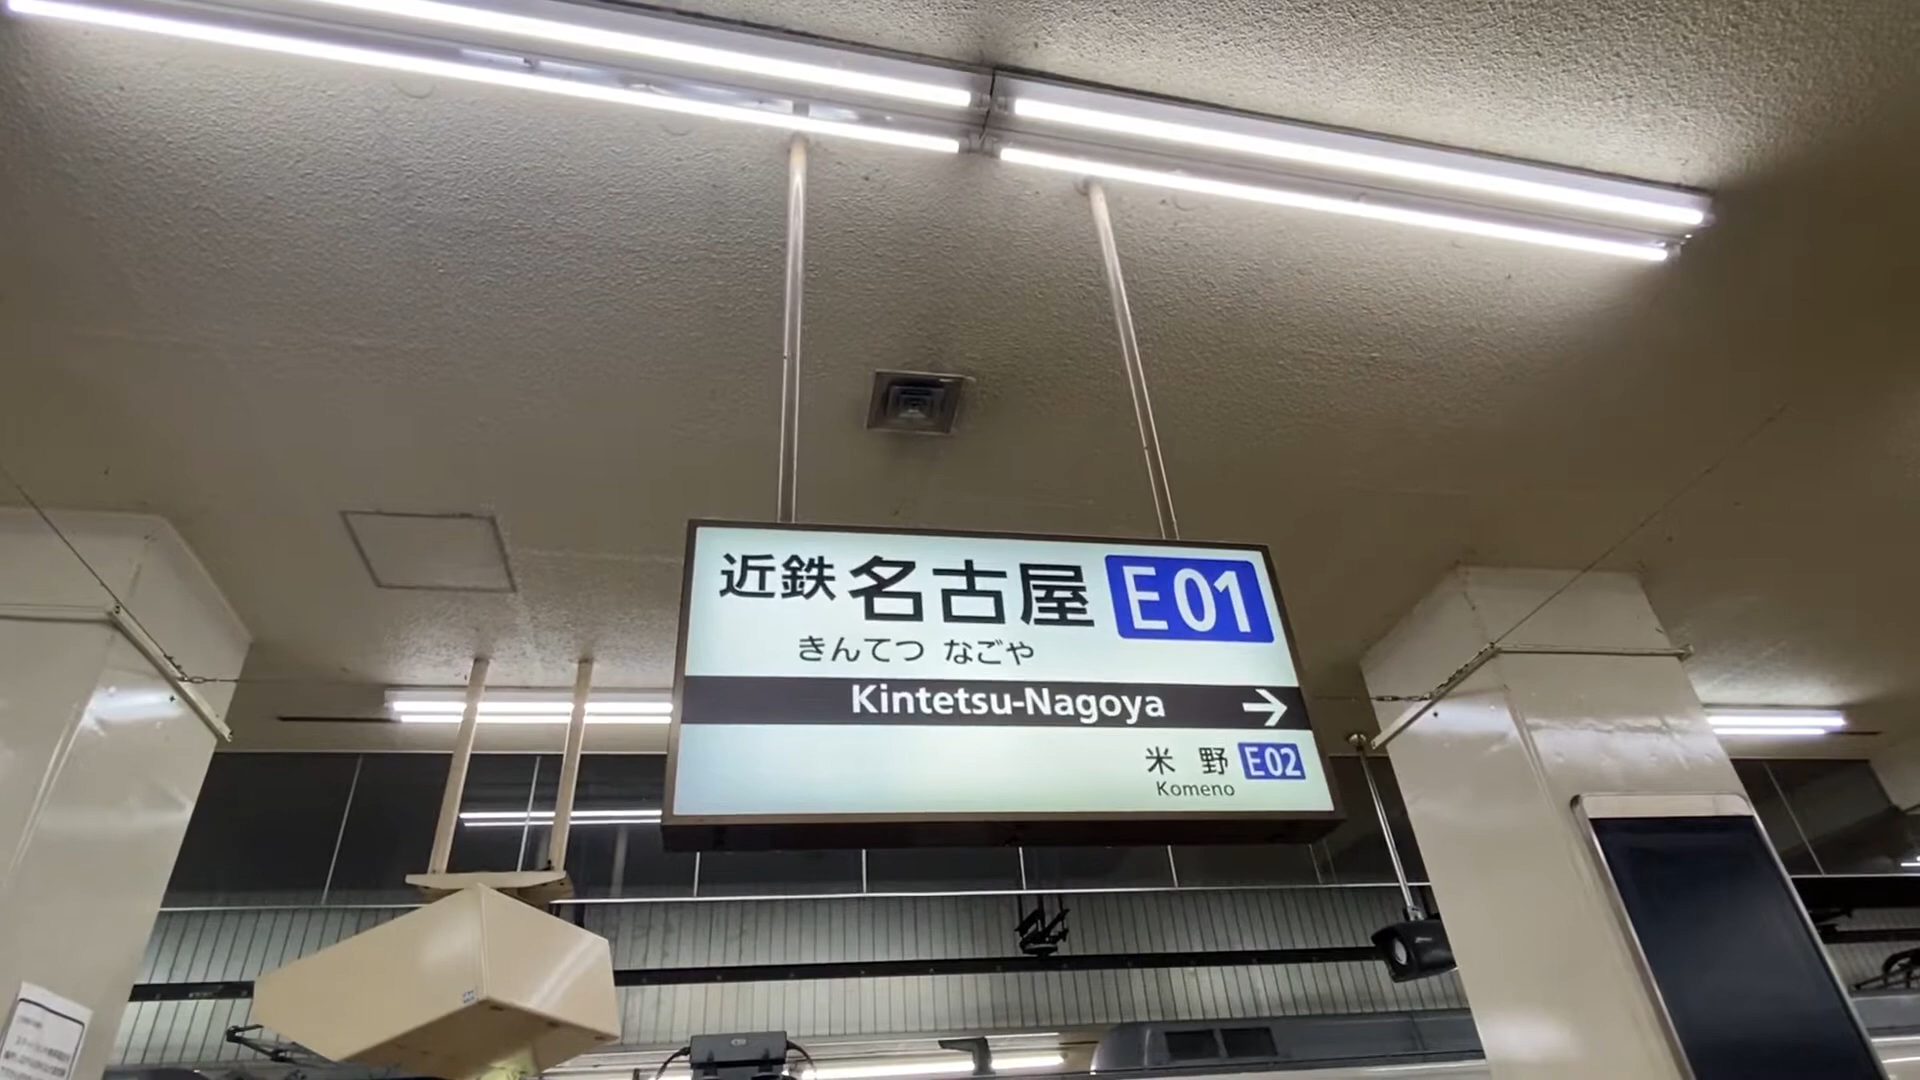 近鉄名古屋 E01
きんてつ なごや
Kintetsu-Nagoya →
米野 E02
Komeno